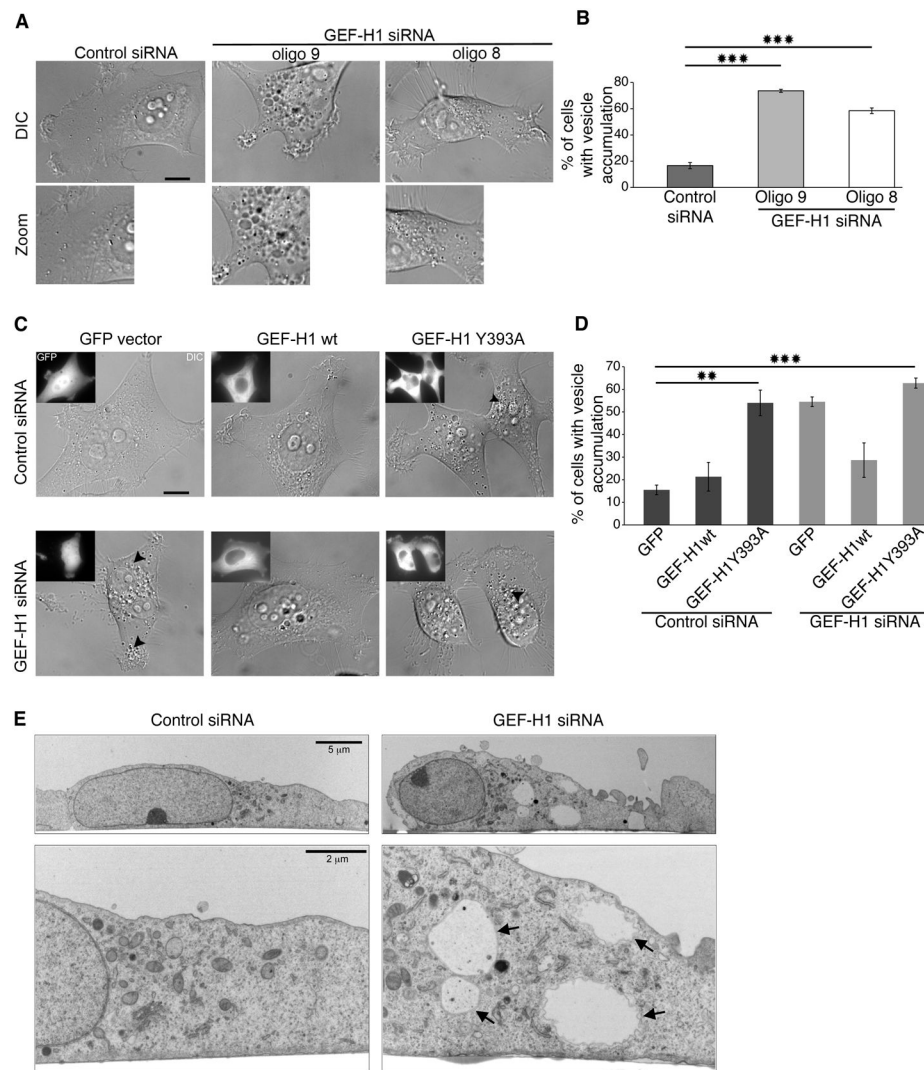 A
Control siRNA
GEF-H1 siRNA
oligo 9
oligo 8
DIC
Zoom
B
% of cells
with vesicle
accumulation
80
60
40
20
0
***
***
Control
siRNA
Oligo 9
Oligo 8
GEF-H1 siRNA
C
GFP vector
GEF-H1 wt
GEF-H1 Y393A
GFP
DIC
Control siRNA
GEF-H1 siRNA
D
% of cells with vesicle
accumulation
70
60
50
40
30
20
10
0
***
**
GFP
GEF-H1wt
GEF-H1Y393A
GFP
GEF-H1wt
GEF-H1Y393A
Control siRNA
GEF-H1 siRNA
E
Control siRNA
GEF-H1 siRNA
5 μm
2 μm